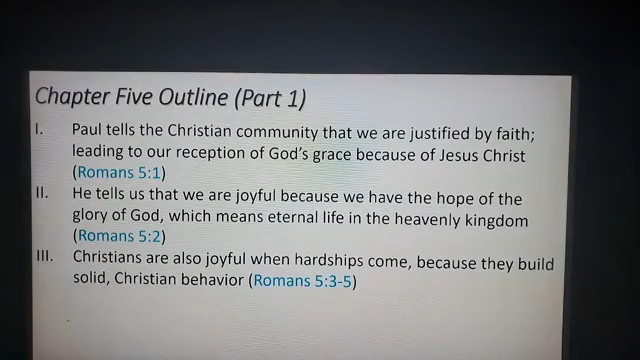 Chapter Five Outline (Part 1)
I. Paul tells the Christian community that we are justified by faith;
leading to our reception of God's grace because of Jesus Christ
(Romans 5:1)
II. He tells us that we are joyful because we have the hope of the
glory of God, which means eternal life in the heavenly kingdom
(Romans 5:2)
III. Christians are also joyful when hardships come, because they build
solid, Christian behavior (Romans 5:3-5)